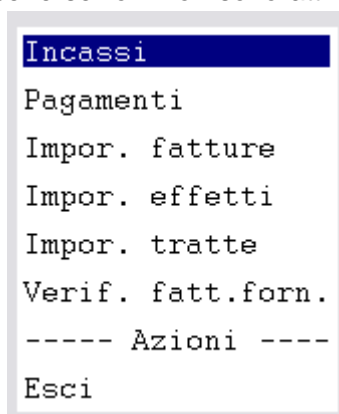 Incassi
Pagamenti
Impor. fatture
Impor. effetti
Impor. tratte
Verif. fatt.forn.
----- Azioni ----
Esci